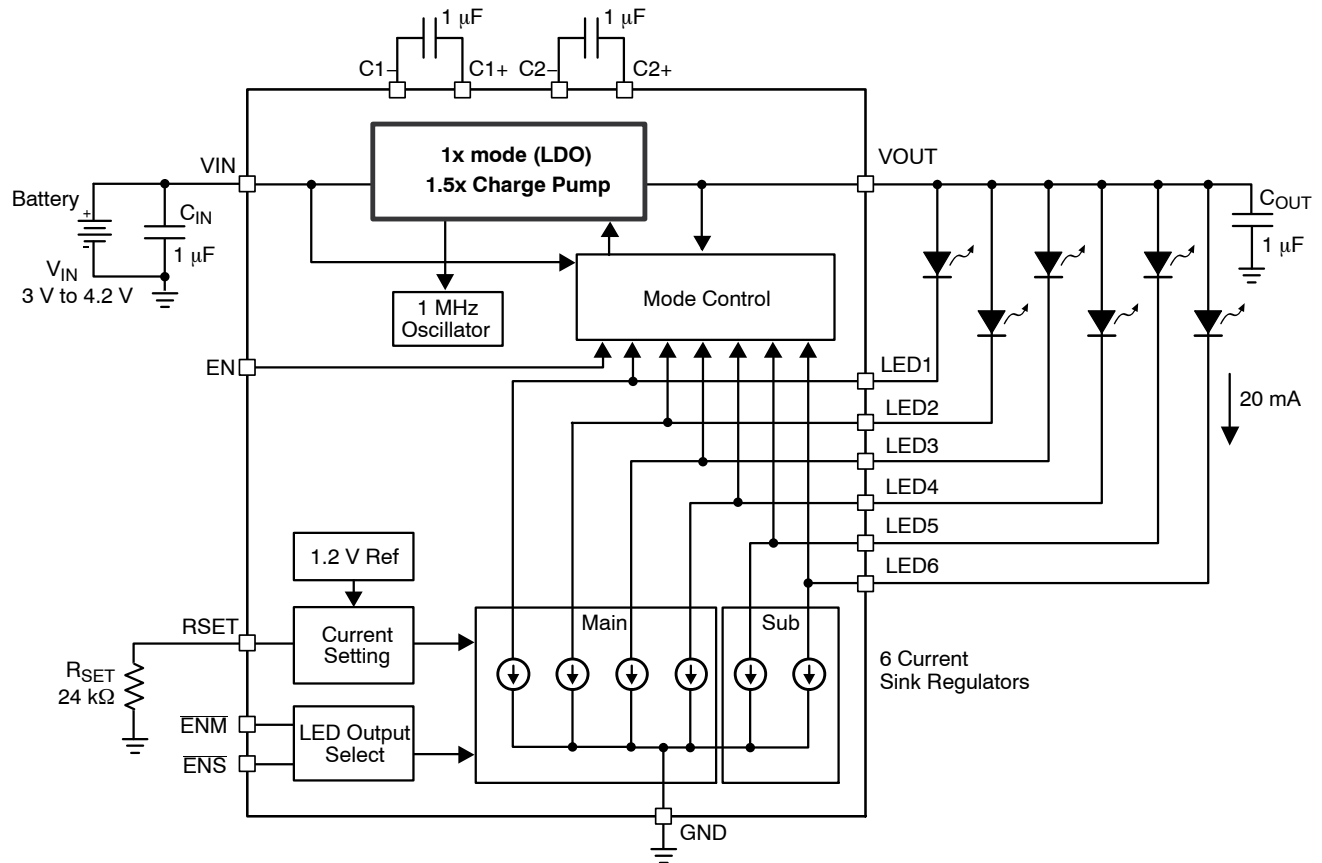 1 μF
1 μF
C1−
C1+
C2−
C2+
1x mode (LDO)
1.5x Charge Pump
VIN
VOUT
Battery
+
-
CIN
1 μF
VIN
3 V to 4.2 V
COUT
1 μF
1 MHz
Oscillator
Mode Control
EN
LED1
LED2
LED3
LED4
LED5
LED6
20 mA
1.2 V Ref
RSET
Current
Setting
Main
Sub
RSET
24 kΩ
6 Current
Sink Regulators
E̅N̅M̅
E̅N̅S̅
LED Output
Select
GND